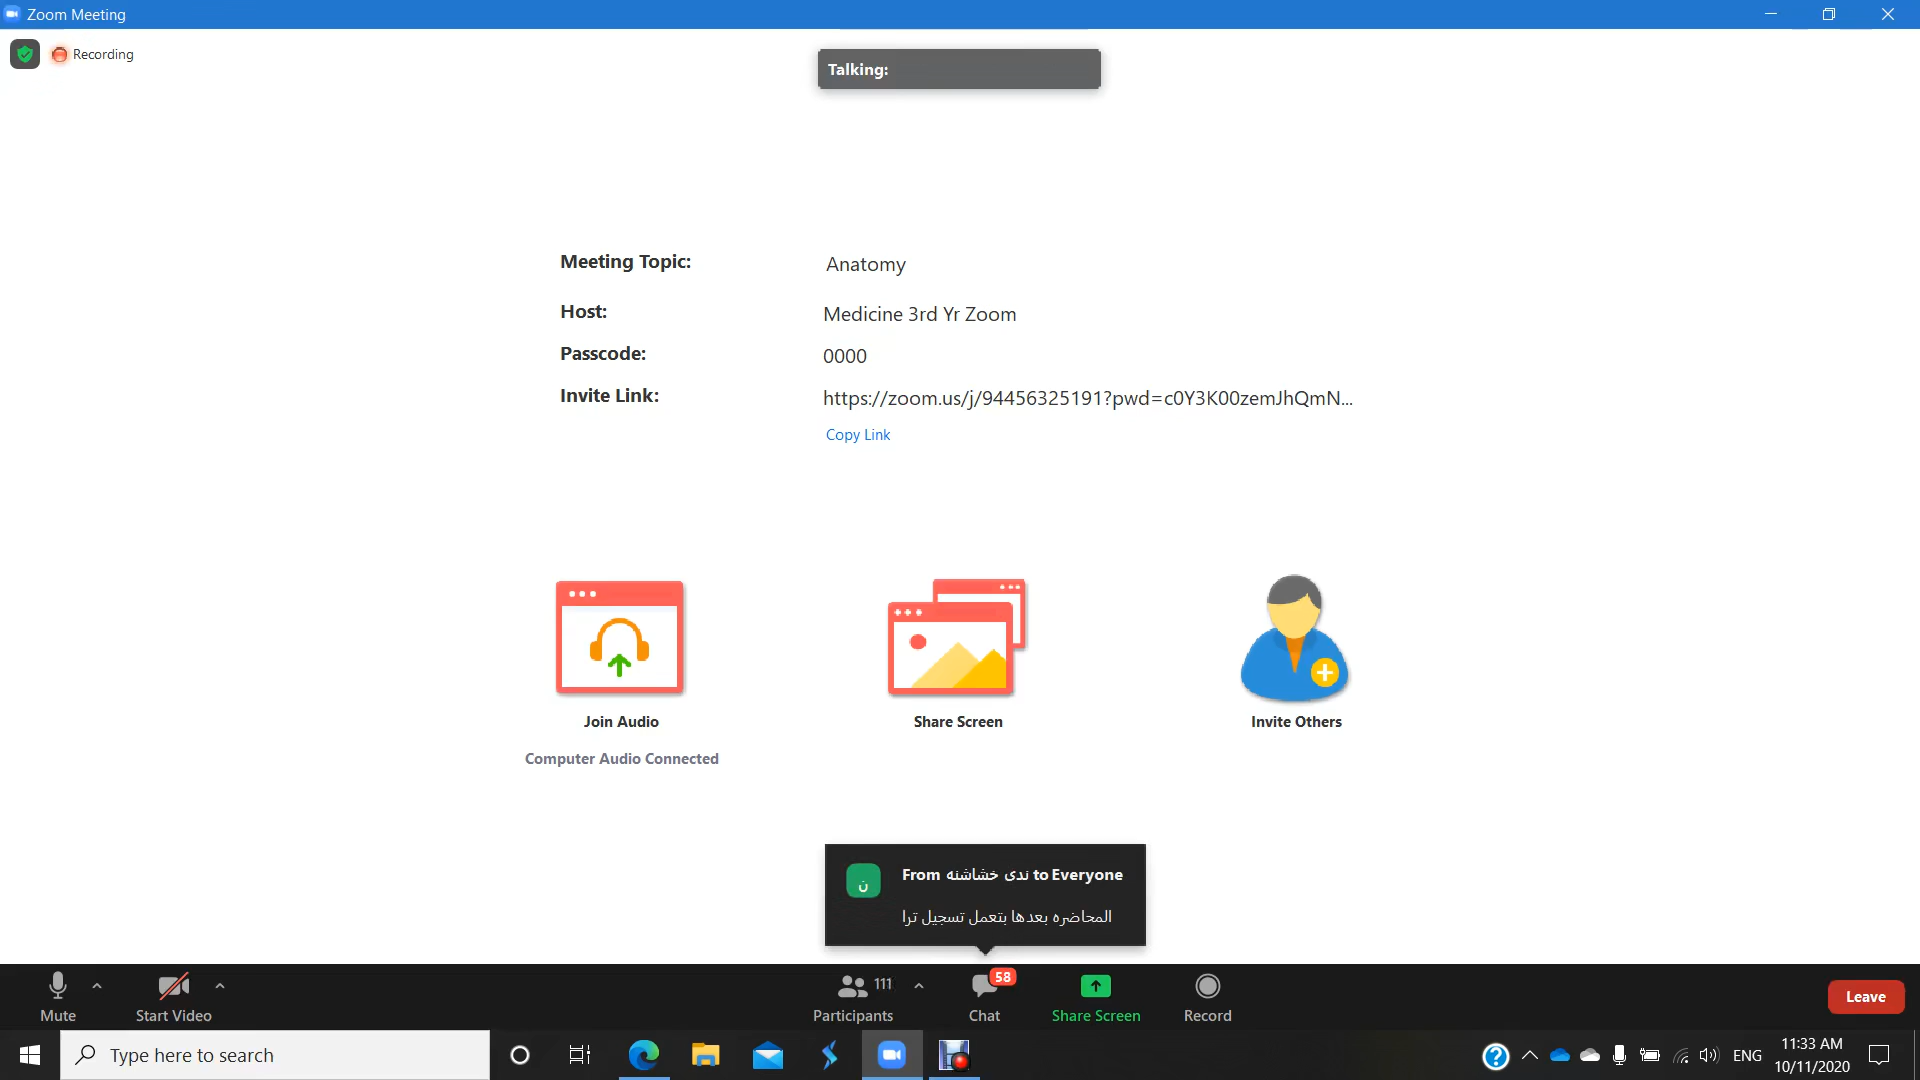 Zoom Meeting
Recording
Talking:
Meeting Topic: Anatomy
Host: Medicine 3rd Yr Zoom
Passcode: 0000
Invite Link: https://zoom.us/j/94456325191?pwd=c0Y3K00zemJhQmN...
Copy Link
Join Audio
Share Screen
Invite Others
Computer Audio Connected
ن
From ندى خشاشنه to Everyone
المحاضره بعدها بتعمل تسجيل ترا
Mute
Start Video
111
Participants
58
Chat
Share Screen
Record
Leave
Type here to search
ENG
11:33 AM
10/11/2020